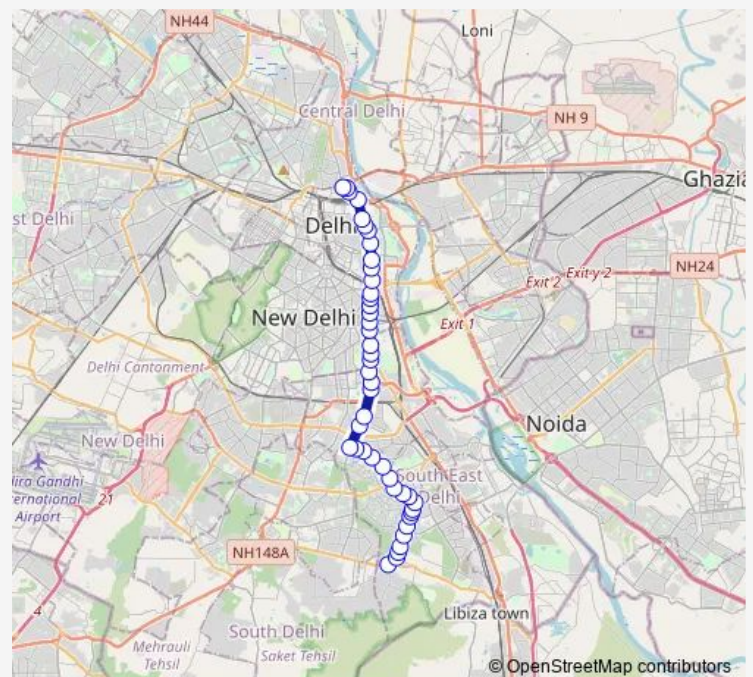 NH44
Loni
Central Delhi
NH 9
Ghazia
st Delhi
Delhi
NH24
Exit 2
Exit y 2
New Delhi
Exit 1
Delhi Cantonment
Noida
New Delhi
South East
Delhi
dira Gandhi
ternational
Airport
21
NH148A
4
Libiza town
South Delhi
Mehrauli
Tehsil
Saket Tehsil
© OpenStreetMap contributors